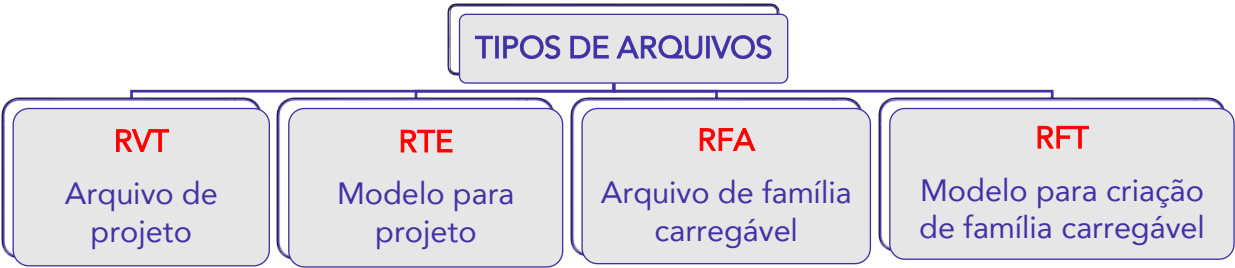 TIPOS DE ARQUIVOS
RVT
Arquivo de
projeto
RTE
Modelo para
projeto
RFA
Arquivo de família
carregável
RFT
Modelo para criação
de família carregável